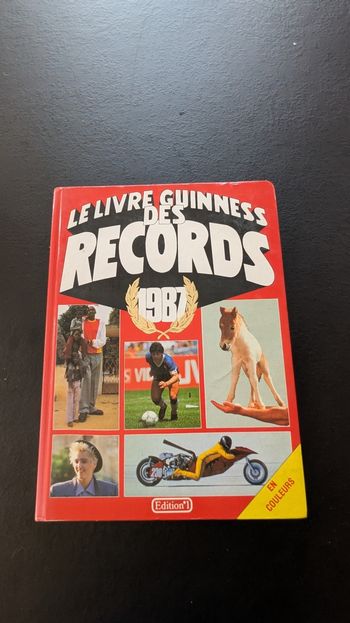 LE LIVRE GUINNESS
DES
RECORDS
1987
EN
COULEURS
Edition n°1